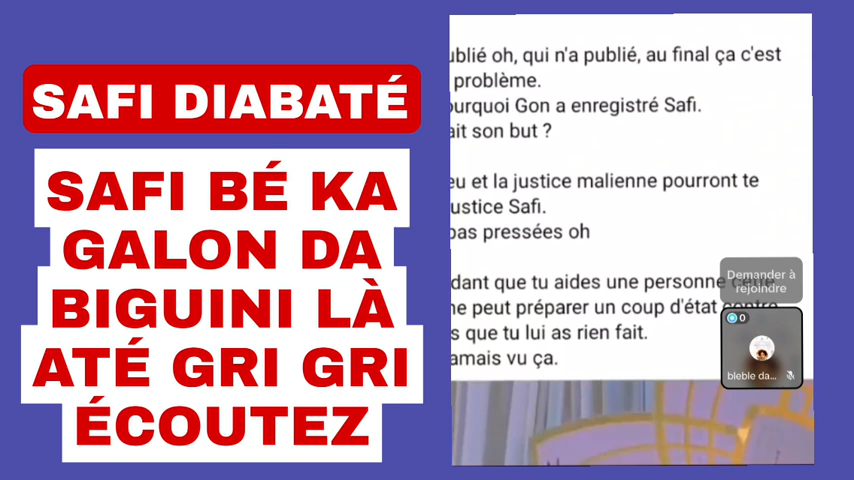 SAFI DIABATÉ
SAFI BÉ KA
GALON DA
BIGUINI LÀ
ATÉ GRI GRI
ÉCOUTEZ
ublié oh, qui n'a publié, au final ça c'est
problème.
ourquoi Gon a enregistré Safi.
ait son but ?
eu et la justice malienne pourront te
ustice Safi.
pas pressées oh
dant que tu aides une personne cette
ne peut préparer un coup d'état contre
s que tu lui as rien fait.
amais vu ça.
Demander à
rejoindre
0
bleble da...